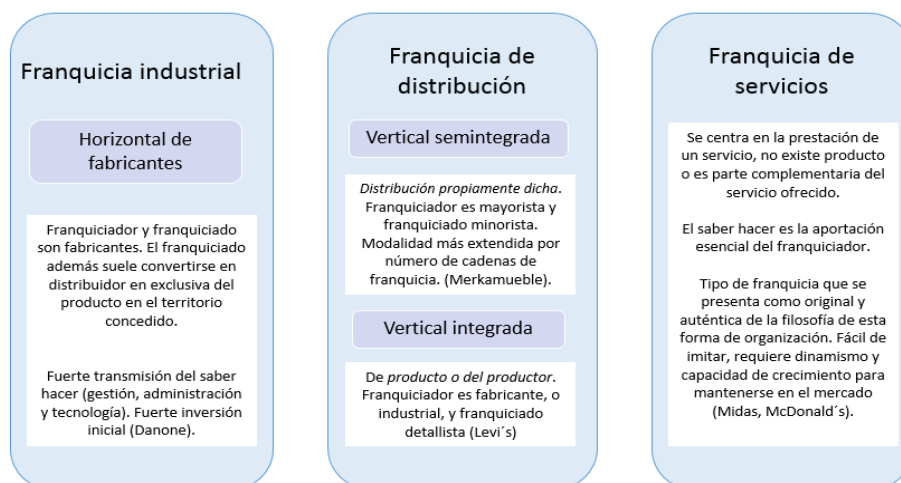 Franquicia industrial
Horizontal de
fabricantes
Franquiciador y franquiciado
son fabricantes. El franquiciado
además suele convertirse en
distribuidor en exclusiva del
producto en el territorio
concedido.
Fuerte transmisión del saber
hacer (gestión, administración
y tecnología). Fuerte inversión
inicial (Danone).
Franquicia de
distribución
Vertical semintegrada
Distribución propiamente dicha.
Franquiciador es mayorista y
franquiciado minorista.
Modalidad más extendida por
número de cadenas de
franquicia. (Merkamueble).
Vertical integrada
De producto o del productor.
Franquiciador es fabricante, o
industrial, y franquiciado
detallista (Levi´s)
Franquicia de
servicios
Se centra en la prestación de
un servicio, no existe producto
o es parte complementaria del
servicio ofrecido.
El saber hacer es la aportación
esencial del franquiciador.
Tipo de franquicia que se
presenta como original y
auténtica de la filosofía de esta
forma de organización. Fácil de
imitar, requiere dinamismo y
capacidad de crecimiento para
mantenerse en el mercado
(Midas, McDonald´s).